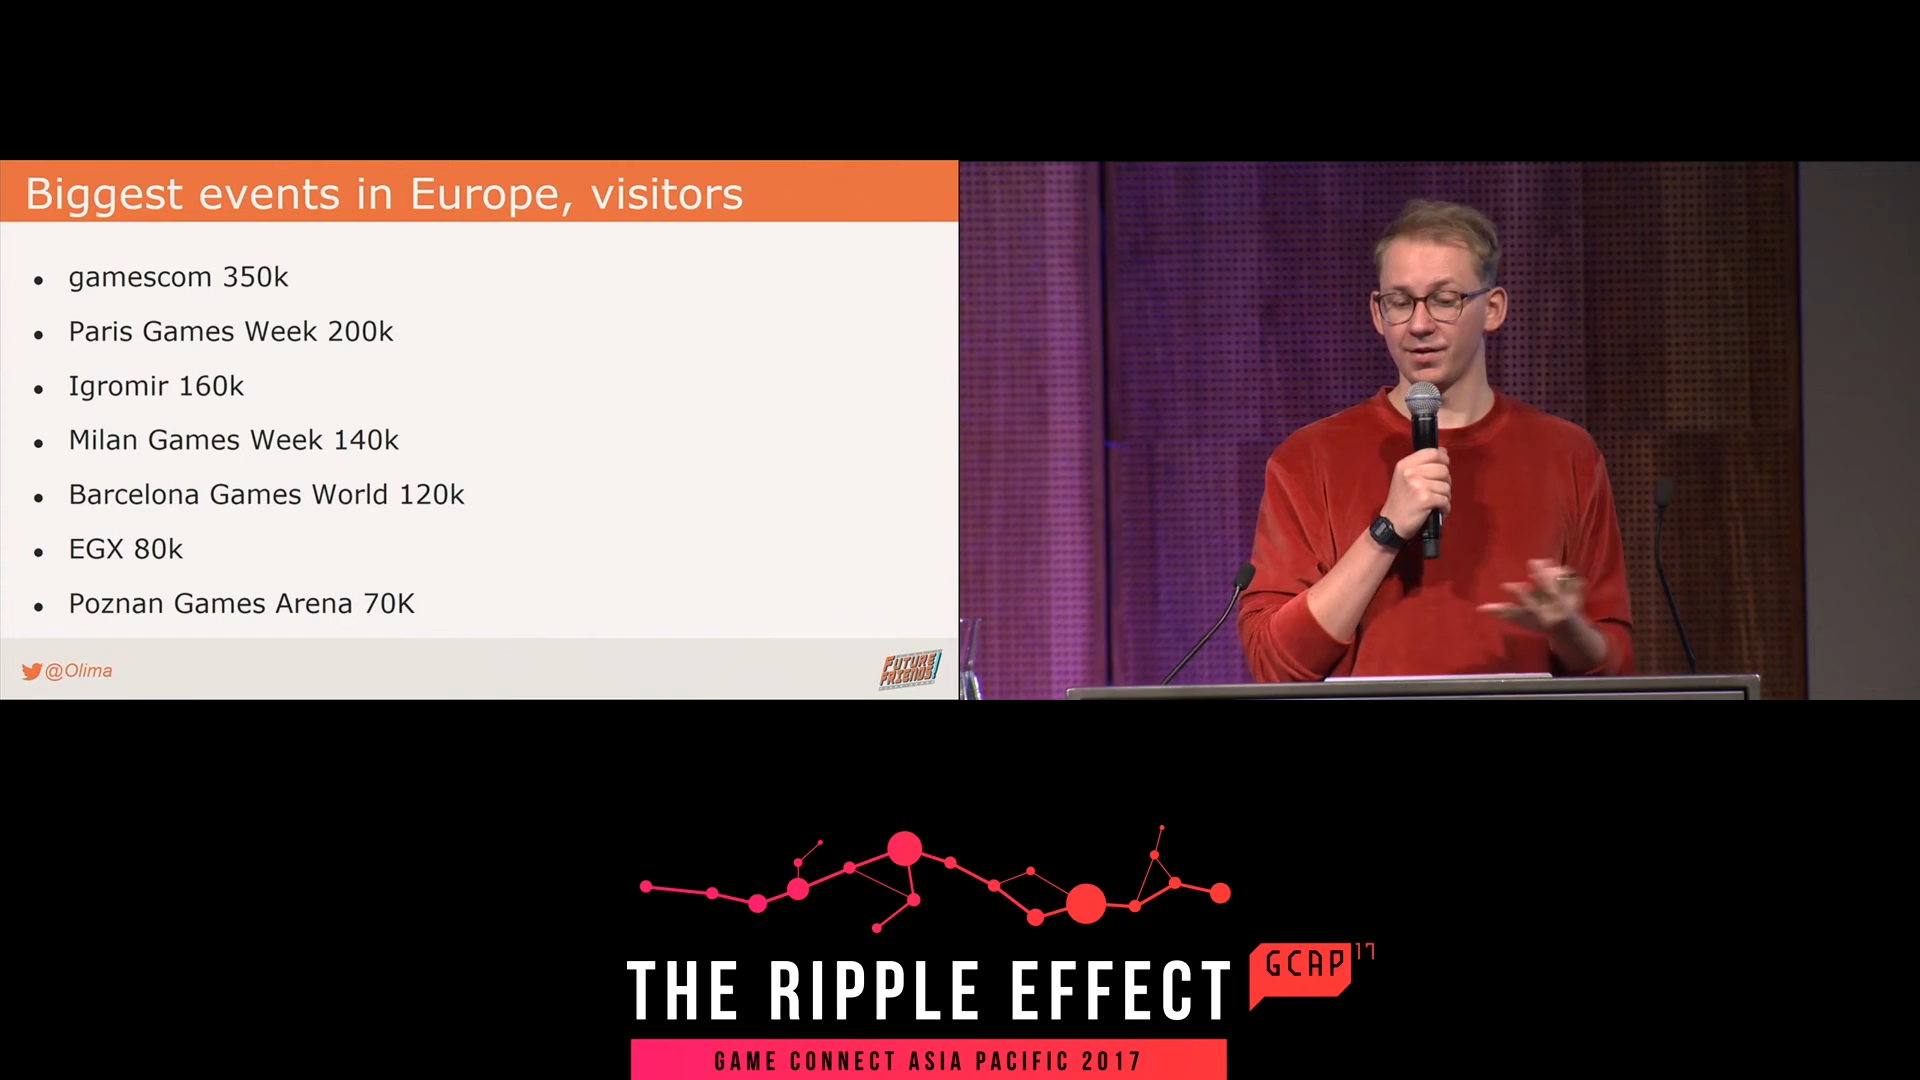 Biggest events in Europe, visitors
• gamescom 350k
• Paris Games Week 200k
• Igromir 160k
• Milan Games Week 140k
• Barcelona Games World 120k
• EGX 80k
• Poznan Games Arena 70K
@Olima
FUTURE
FRIENDS!
THE RIPPLE EFFECT
GCAP 17
GAME CONNECT ASIA PACIFIC 2017